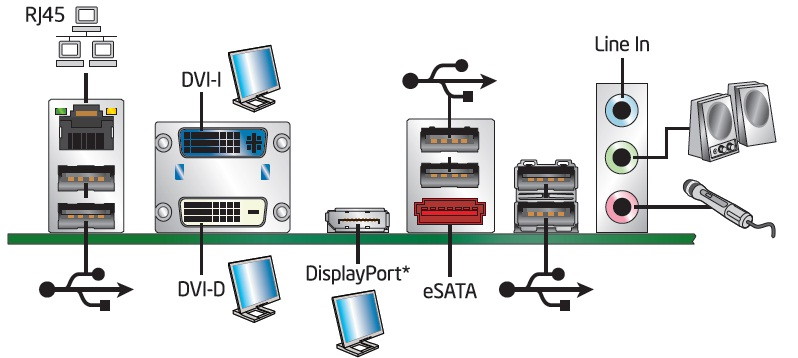 RJ45
Line In
DVI-I
DVI-D
DisplayPort*
eSATA